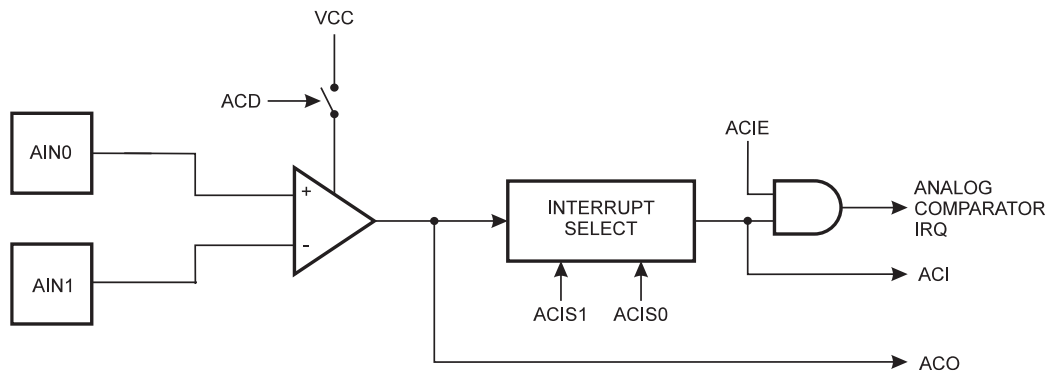 VCC
ACD
AIN0
ACIE
+
-
INTERRUPT
SELECT
ANALOG
COMPARATOR
IRQ
AIN1
ACI
ACIS1
ACIS0
ACO